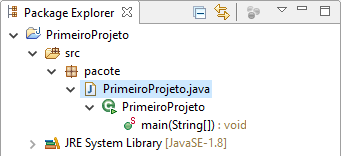 Package Explorer
PrimeiroProjeto
src
pacote
PrimeiroProjeto.java
PrimeiroProjeto
main(String[]) : void
JRE System Library [JavaSE-1.8]